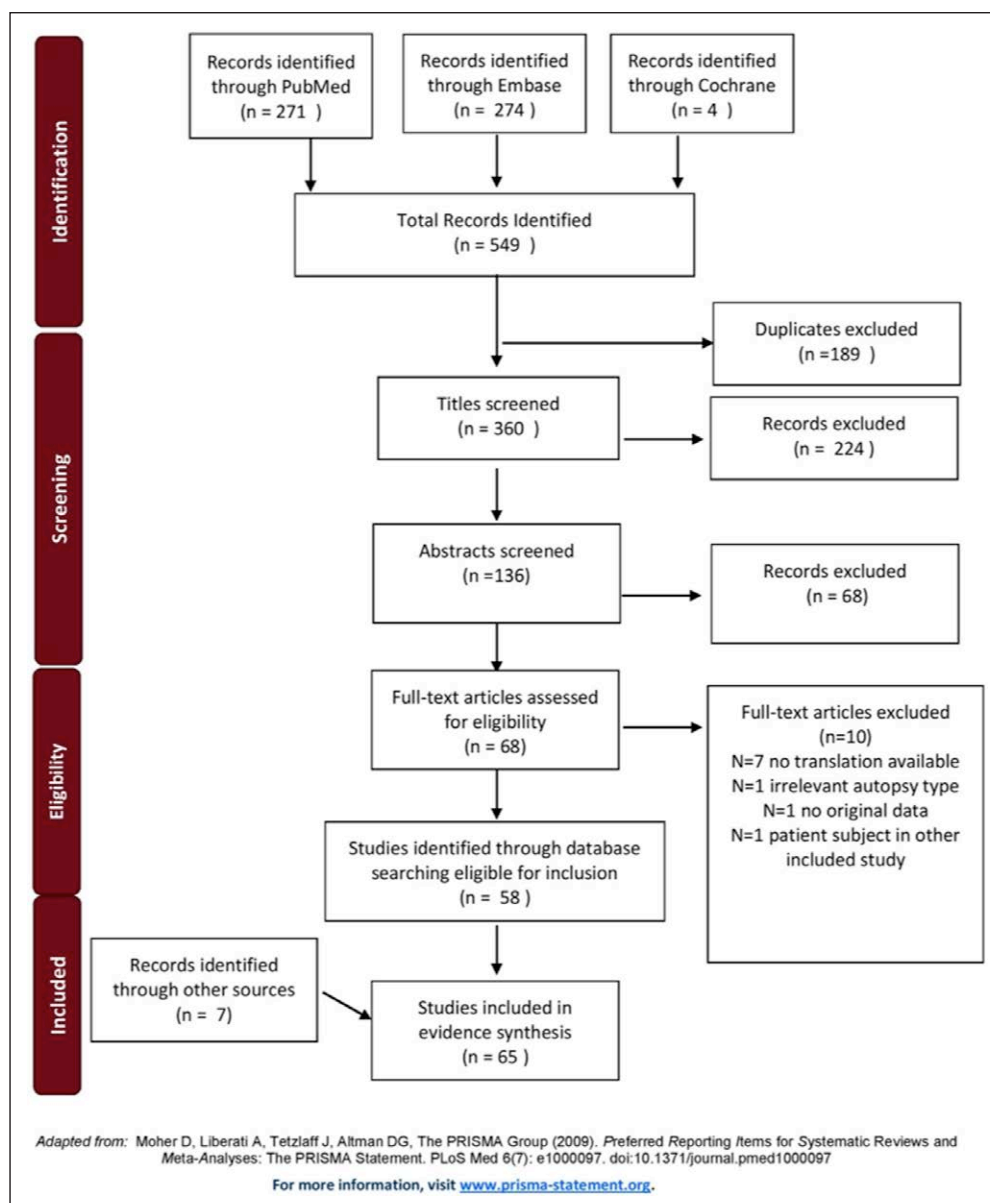 Identification
Records identified
through PubMed
(n = 271 )
Records identified
through Embase
(n = 274 )
Records identified
through Cochrane
(n = 4 )
Total Records Identified
(n = 549 )
Duplicates excluded
(n =189 )
Screening
Titles screened
(n = 360 )
Records excluded
(n = 224 )
Abstracts screened
(n =136)
Records excluded
(n = 68)
Eligibility
Full-text articles assessed
for eligibility
(n = 68)
Full-text articles excluded
(n=10)
N=7 no translation available
N=1 irrelevant autopsy type
N=1 no original data
N=1 patient subject in other
included study
Studies identified through database
searching eligible for inclusion
(n = 58 )
Included
Records identified
through other sources
(n = 7)
Studies included in
evidence synthesis
(n = 65 )
Adapted from: Moher D, Liberati A, Tetzlaff J, Altman DG, The PRISMA Group (2009). Preferred Reporting Items for Systematic Reviews and
Meta-Analyses: The PRISMA Statement. PLoS Med 6(7): e1000097. doi:10.1371/journal.pmed1000097
For more information, visit www.prisma-statement.org.